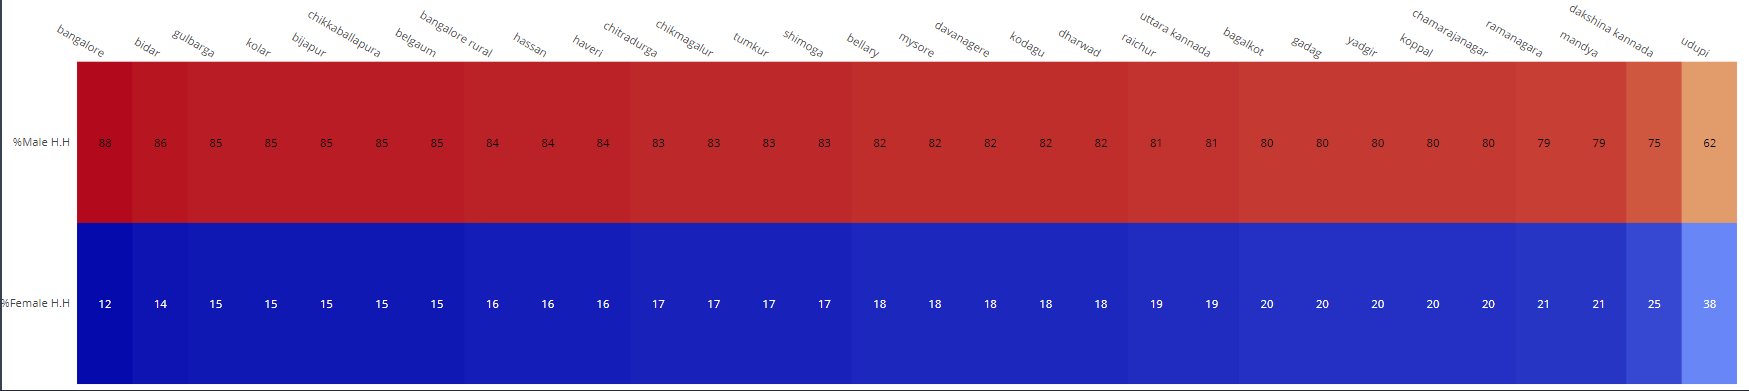 bangalore bidar gulbarga kolar bijapur chikkaballapura belgaum bangalore rural hassan haveri chitradurga chikmagalur tumkur shimoga bellary mysore davanagere kodagu dharwad raichur uttara kannada bagalkot gadag yadgir koppal chamarajanagar ramanagara mandya dakshina kannada udupi
%Male H.H 88 86 85 85 85 85 85 84 84 84 83 83 83 83 82 82 82 82 82 81 81 80 80 80 80 80 79 79 75 62
%Female H.H 12 14 15 15 15 15 15 16 16 16 17 17 17 17 18 18 18 18 18 19 19 20 20 20 20 20 21 21 25 38